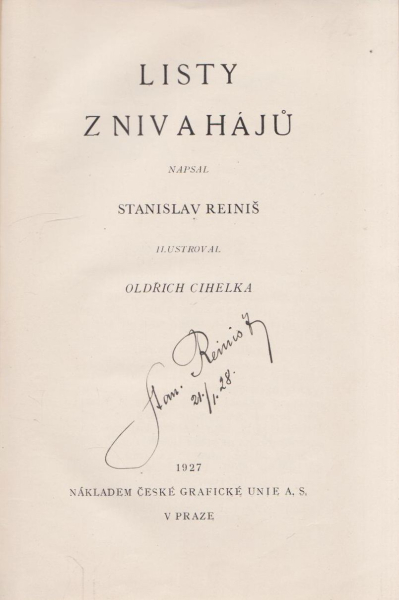 LISTY
Z NIV A HÁJŮ
NAPSAL
STANISLAV REINIŠ
ILUSTROVAL
OLDŘICH CIHELKA
Stan. Reiniš
21./1. 28.
1927
NÁKLADEM ČESKÉ GRAFICKÉ UNIE A. S.
V PRAZE